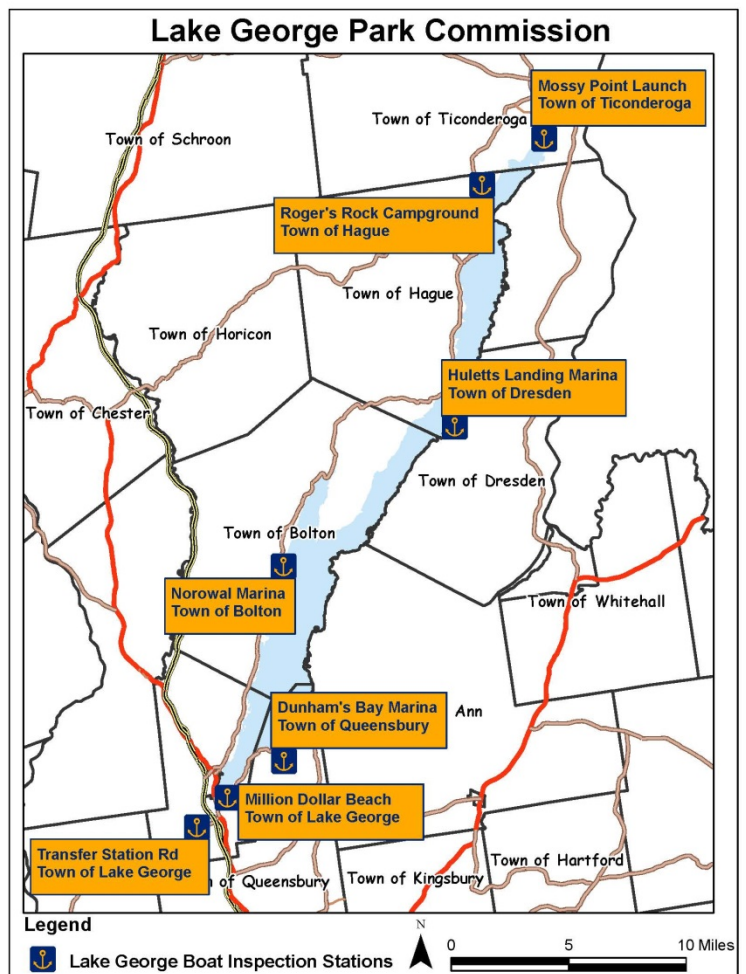 Lake George Park Commission
Mossy Point Launch
Town of Ticonderoga
Town of Ticonderoga
Town of Schroon
Roger's Rock Campground
Town of Hague
Town of Hague
Town of Horicon
Huletts Landing Marina
Town of Dresden
Town of Chester
Town of Dresden
Town of Bolton
Norowal Marina
Town of Bolton
Town of Whitehall
Dunham's Bay Marina
Town of Queensbury
Ann
Million Dollar Beach
Town of Lake George
Transfer Station Rd
Town of Lake George
Town of Hartford
of Queensbury
Town of Kingsbury
Legend
N
Lake George Boat Inspection Stations
0 5 10 Miles